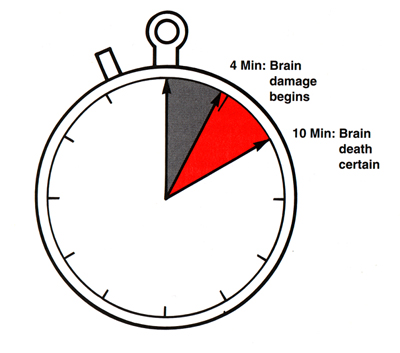 4 Min: Brain
damage
begins
10 Min: Brain
death
certain